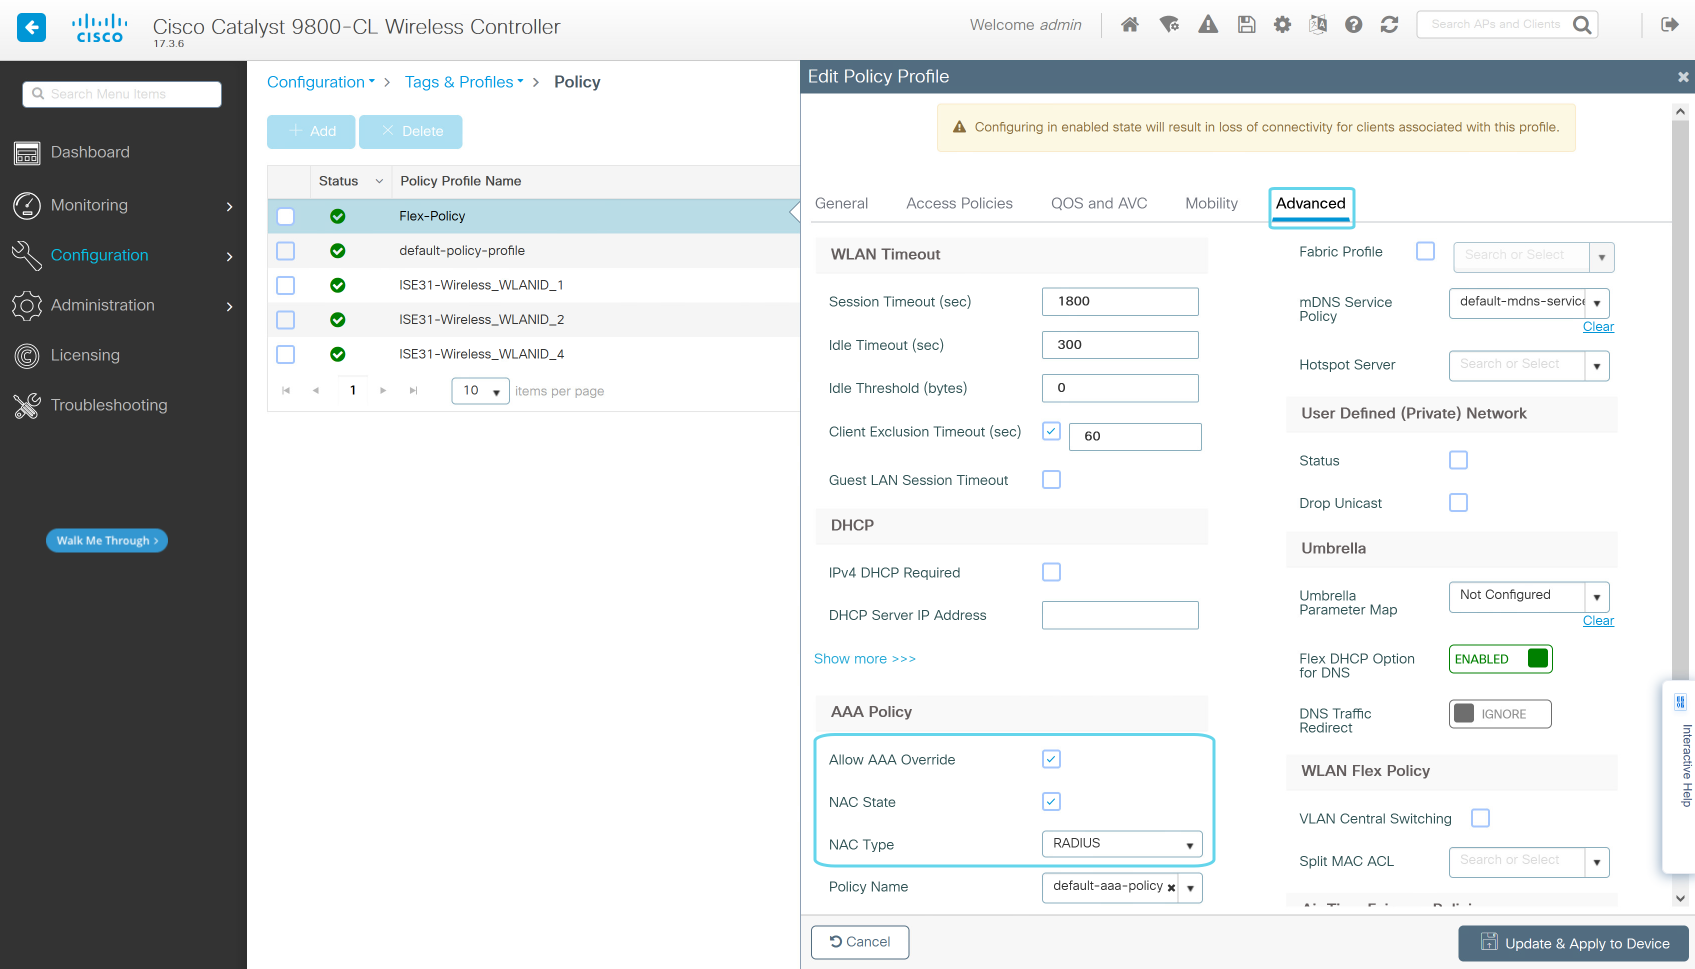 Cisco Catalyst 9800-CL Wireless Controller
17.3.6
cisco
Welcome admin
Search APs and Clients
Search Menu Items
Dashboard
Monitoring
Configuration
Administration
Licensing
Troubleshooting
Walk Me Through >
Configuration > Tags & Profiles > Policy
+ Add
× Delete
Status Policy Profile Name
Flex-Policy
default-policy-profile
ISE31-Wireless_WLANID_1
ISE31-Wireless_WLANID_2
ISE31-Wireless_WLANID_4
1 10 items per page
Edit Policy Profile
Configuring in enabled state will result in loss of connectivity for clients associated with this profile.
General Access Policies QOS and AVC Mobility Advanced
WLAN Timeout
Session Timeout (sec) 1800
Idle Timeout (sec) 300
Idle Threshold (bytes) 0
Client Exclusion Timeout (sec) 60
Guest LAN Session Timeout
DHCP
IPv4 DHCP Required
DHCP Server IP Address
Show more >>>
AAA Policy
Allow AAA Override
NAC State
NAC Type RADIUS
Policy Name default-aaa-policy
Fabric Profile Search or Select
mDNS Service
Policy
default-mdns-service
Clear
Hotspot Server Search or Select
User Defined (Private) Network
Status
Drop Unicast
Umbrella
Umbrella
Parameter Map
Not Configured
Clear
Flex DHCP Option
for DNS
ENABLED
DNS Traffic
Redirect
IGNORE
WLAN Flex Policy
VLAN Central Switching
Split MAC ACL Search or Select
Interactive Help
Cancel
Update & Apply to Device